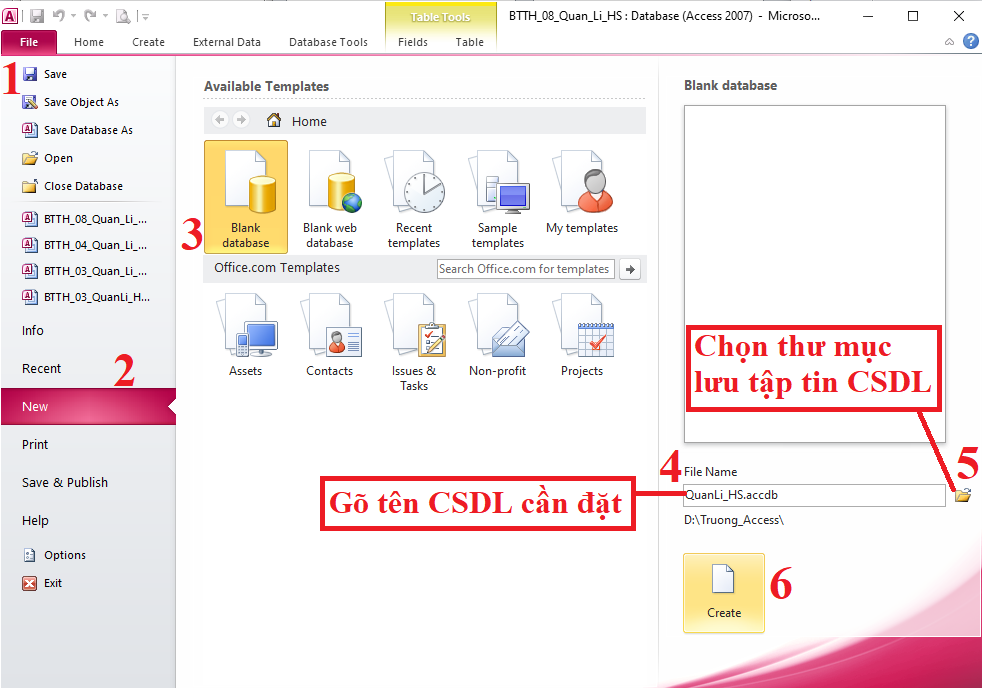 Table Tools
BTTH_08_Quan_Li_HS : Database (Access 2007) - Microso...
File Home Create External Data Database Tools Fields Table
1
Save
Save Object As
Save Database As
Open
Close Database
BTTH_08_Quan_Li_...
BTTH_04_Quan_Li_...
BTTH_03_Quan_Li_...
BTTH_03_QuanLi_H...
Info
Recent
2
New
Print
Save & Publish
Help
Options
Exit
Available Templates
Home
3
Blank database
Blank web database
Recent templates
Sample templates
My templates
Office.com Templates
Search Office.com for templates
Assets
Contacts
Issues & Tasks
Non-profit
Projects
Blank database
Chọn thư mục
lưu tập tin CSDL
4
File Name
5
Gõ tên CSDL cần đặt
QuanLi_HS.accdb
D:\Truong_Access\
Create
6